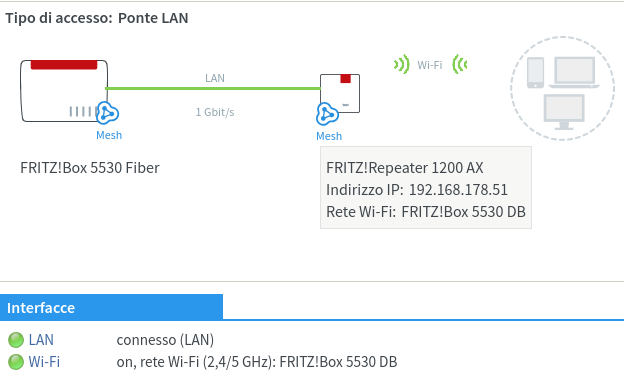 Tipo di accesso: Ponte LAN
LAN
Wi-Fi
1 Gbit/s
Mesh
Mesh
FRITZ!Box 5530 Fiber
FRITZ!Repeater 1200 AX
Indirizzo IP: 192.168.178.51
Rete Wi-Fi: FRITZ!Box 5530 DB
Interfacce
LAN connesso (LAN)
Wi-Fi on, rete Wi-Fi (2,4/5 GHz): FRITZ!Box 5530 DB